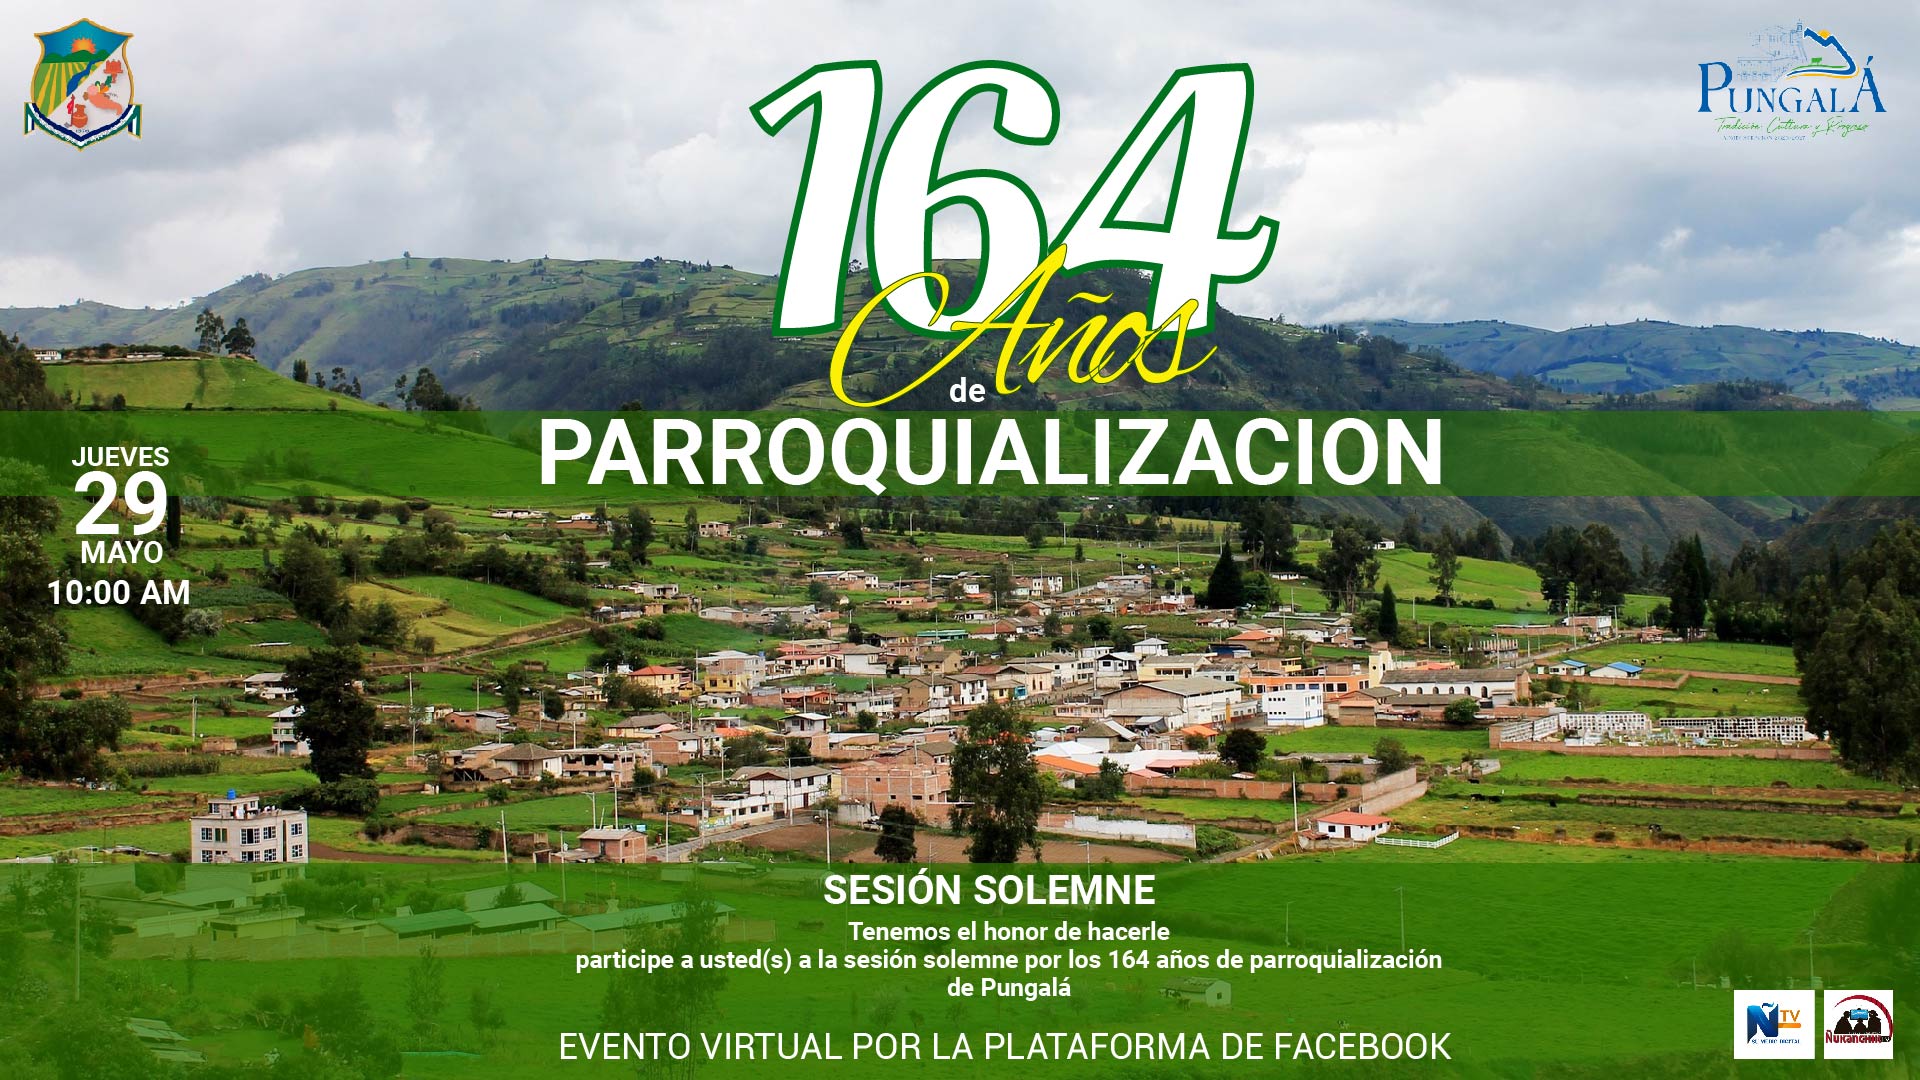 164
Años
de
PARROQUIALIZACION
JUEVES
29
MAYO
10:00 AM
PUNGALÁ
Tradición, Cultura y Progreso
SESIÓN SOLEMNE
Tenemos el honor de hacerle
participe a usted(s) a la sesión solemne por los 164 años de parroquialización
de Pungalá
EVENTO VIRTUAL POR LA PLATAFORMA DE FACEBOOK
Ñ TV